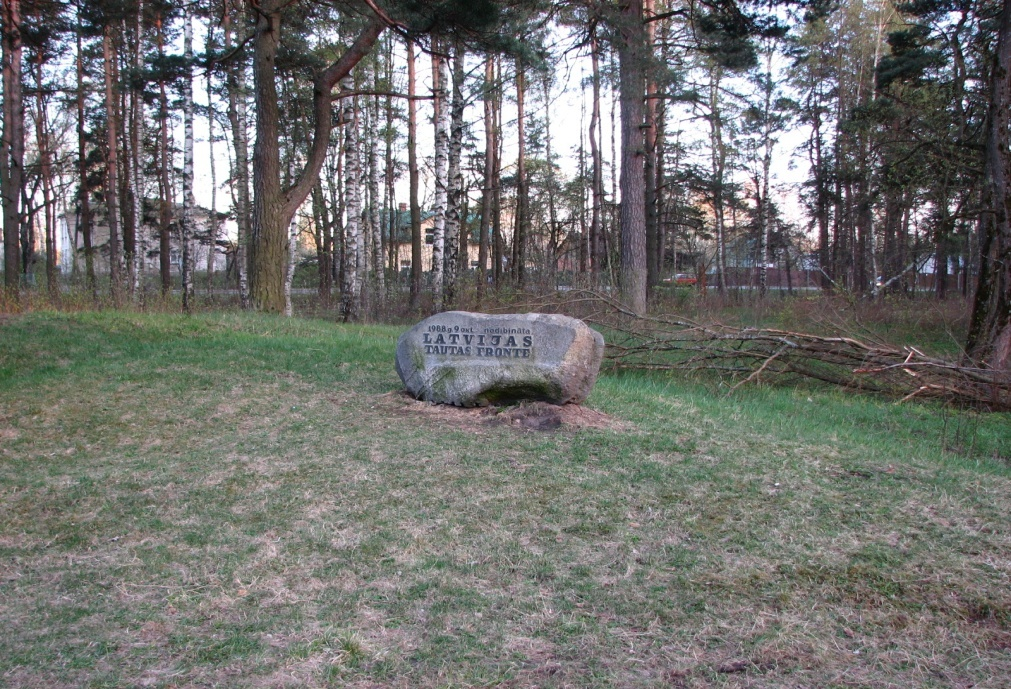 1988.g. 9.okt. nodibināta
LATVIJAS
TAUTAS FRONTE